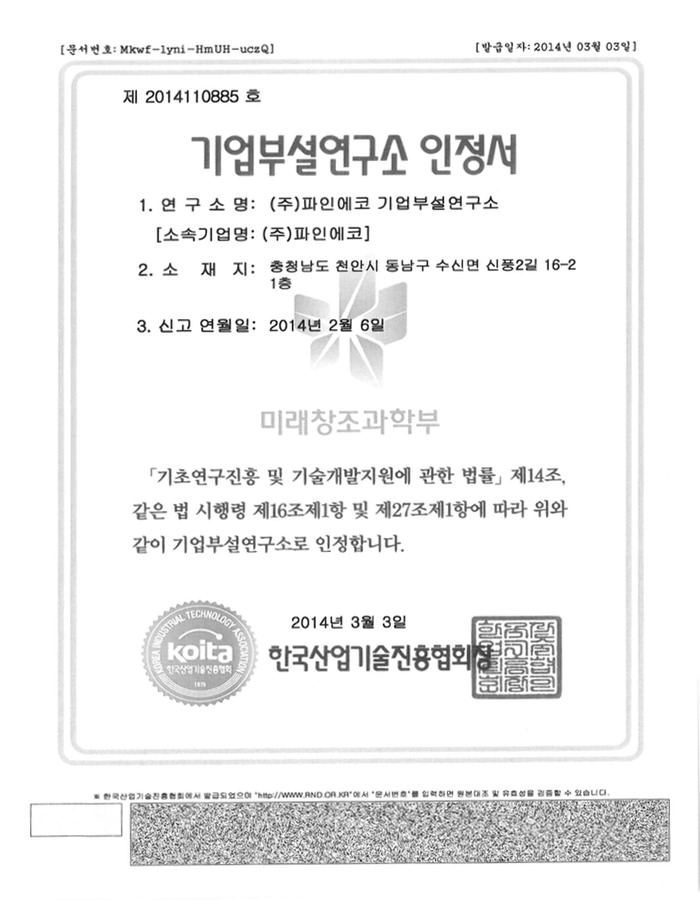 [문서번호: Mkwf-lyni-HmUH-uczQ]
[발급일자: 2014년 03월 03일]
제 2014110885 호
기업부설연구소 인정서
1. 연 구 소 명: (주)파인에코 기업부설연구소
[소속기업명: (주)파인에코]
2. 소 재 지: 충청남도 천안시 동남구 수신면 신풍2길 16-2
1층
3. 신고 연월일: 2014년 2월 6일
미래창조과학부
「기초연구진흥 및 기술개발지원에 관한 법률」 제14조,
같은 법 시행령 제16조제1항 및 제27조제1항에 따라 위와
같이 기업부설연구소로 인정합니다.
2014년 3월 3일
KOREA INDUSTRIAL TECHNOLOGY ASSOCIATION
koita
한국산업기술진흥협회
1979
한국산업기술진흥협회장
※ 한국산업기술진흥협회에서 발급되었으며 "http://WWW.RND.OR.KR"에서 "문서번호"를 입력하면 원본대조 및 유효성을 검증할 수 있습니다.